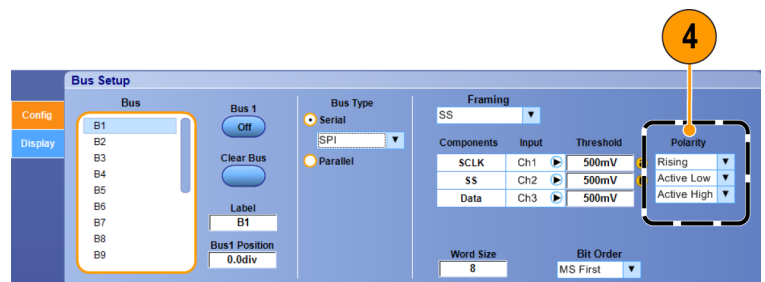 4
Bus Setup
Config
Display
Bus
B1
B2
B3
B4
B5
B6
B7
B8
B9
Bus 1
Off
Clear Bus
Label
B1
Bus1 Position
0.0div
Bus Type
Serial
SPI
Parallel
Framing
SS
Components Input Threshold Polarity
SCLK Ch1 500mV Rising
SS Ch2 500mV Active Low
Data Ch3 500mV Active High
Word Size Bit Order
8 MS First